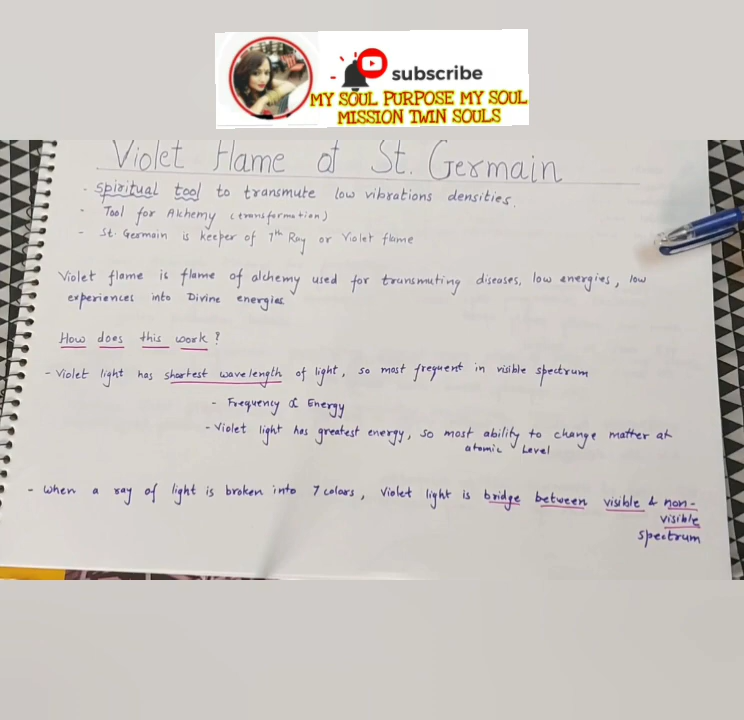 subscribe
MY SOUL PURPOSE MY SOUL
MISSION TWIN SOULS
Violet Flame of St. Germain
- spiritual tool to transmute low vibrations densities.
- Tool for Alchemy (transformation)
- St. Germain is keeper of 7th Ray or Violet flame
Violet flame is flame of alchemy used for transmuting diseases, low energies, low
experiences into Divine energies
How does this work?
- Violet light has shortest wavelength of light, so most frequent in visible spectrum
- Frequency α Energy
- Violet light has greatest energy, so most ability to change matter at
atomic level
- When a ray of light is broken into 7 colors, Violet light is bridge between visible & non-
visible
spectrum